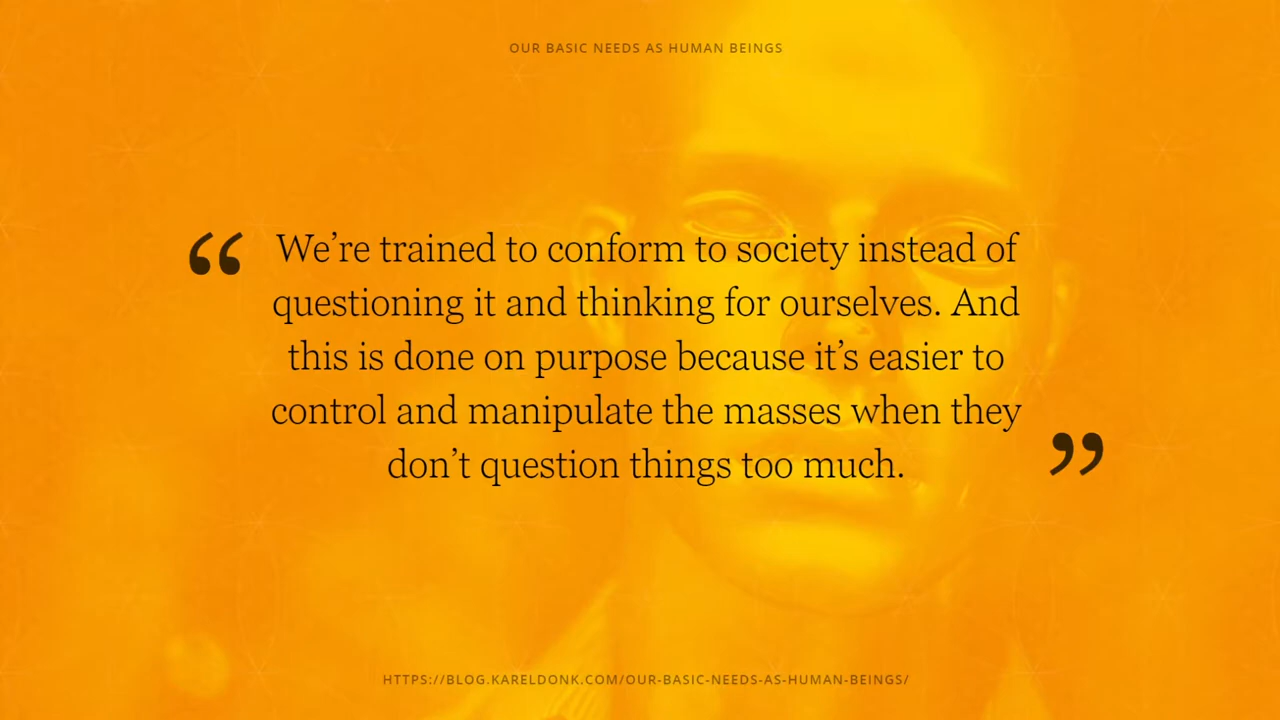 OUR BASIC NEEDS AS HUMAN BEINGS
“We’re trained to conform to society instead of
questioning it and thinking for ourselves. And
this is done on purpose because it’s easier to
control and manipulate the masses when they
don’t question things too much.”
HTTPS://BLOG.KARELDONK.COM/OUR-BASIC-NEEDS-AS-HUMAN-BEINGS/